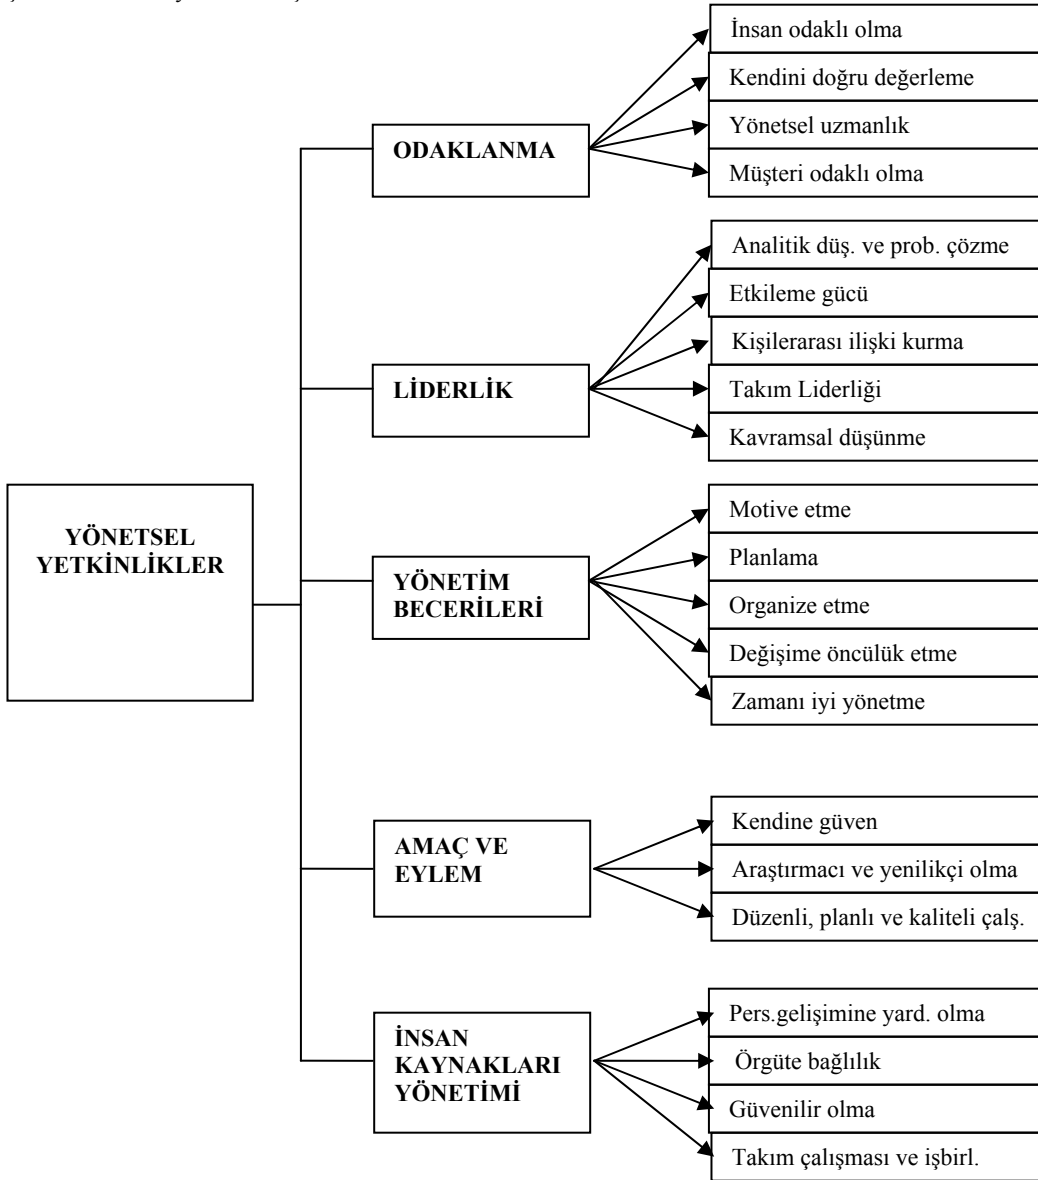 İnsan odaklı olma
Kendini doğru değerleme
ODAKLANMA
Yönetsel uzmanlık
Müşteri odaklı olma
Analitik düş. ve prob. çözme
Etkileme gücü
Kişilerarası ilişki kurma
LİDERLİK
Takım Liderliği
Kavramsal düşünme
YÖNETSEL
YETKİNLİKLER
Motive etme
Planlama
YÖNETİM
BECERİLERİ
Organize etme
Değişime öncülük etme
Zamanı iyi yönetme
AMAÇ VE
EYLEM
Kendine güven
Araştırmacı ve yenilikçi olma
Düzenli, planlı ve kaliteli çalş.
İNSAN
KAYNAKLARI
YÖNETİMİ
Pers.gelişimine yard. olma
Örgüte bağlılık
Güvenilir olma
Takım çalışması ve işbirl.